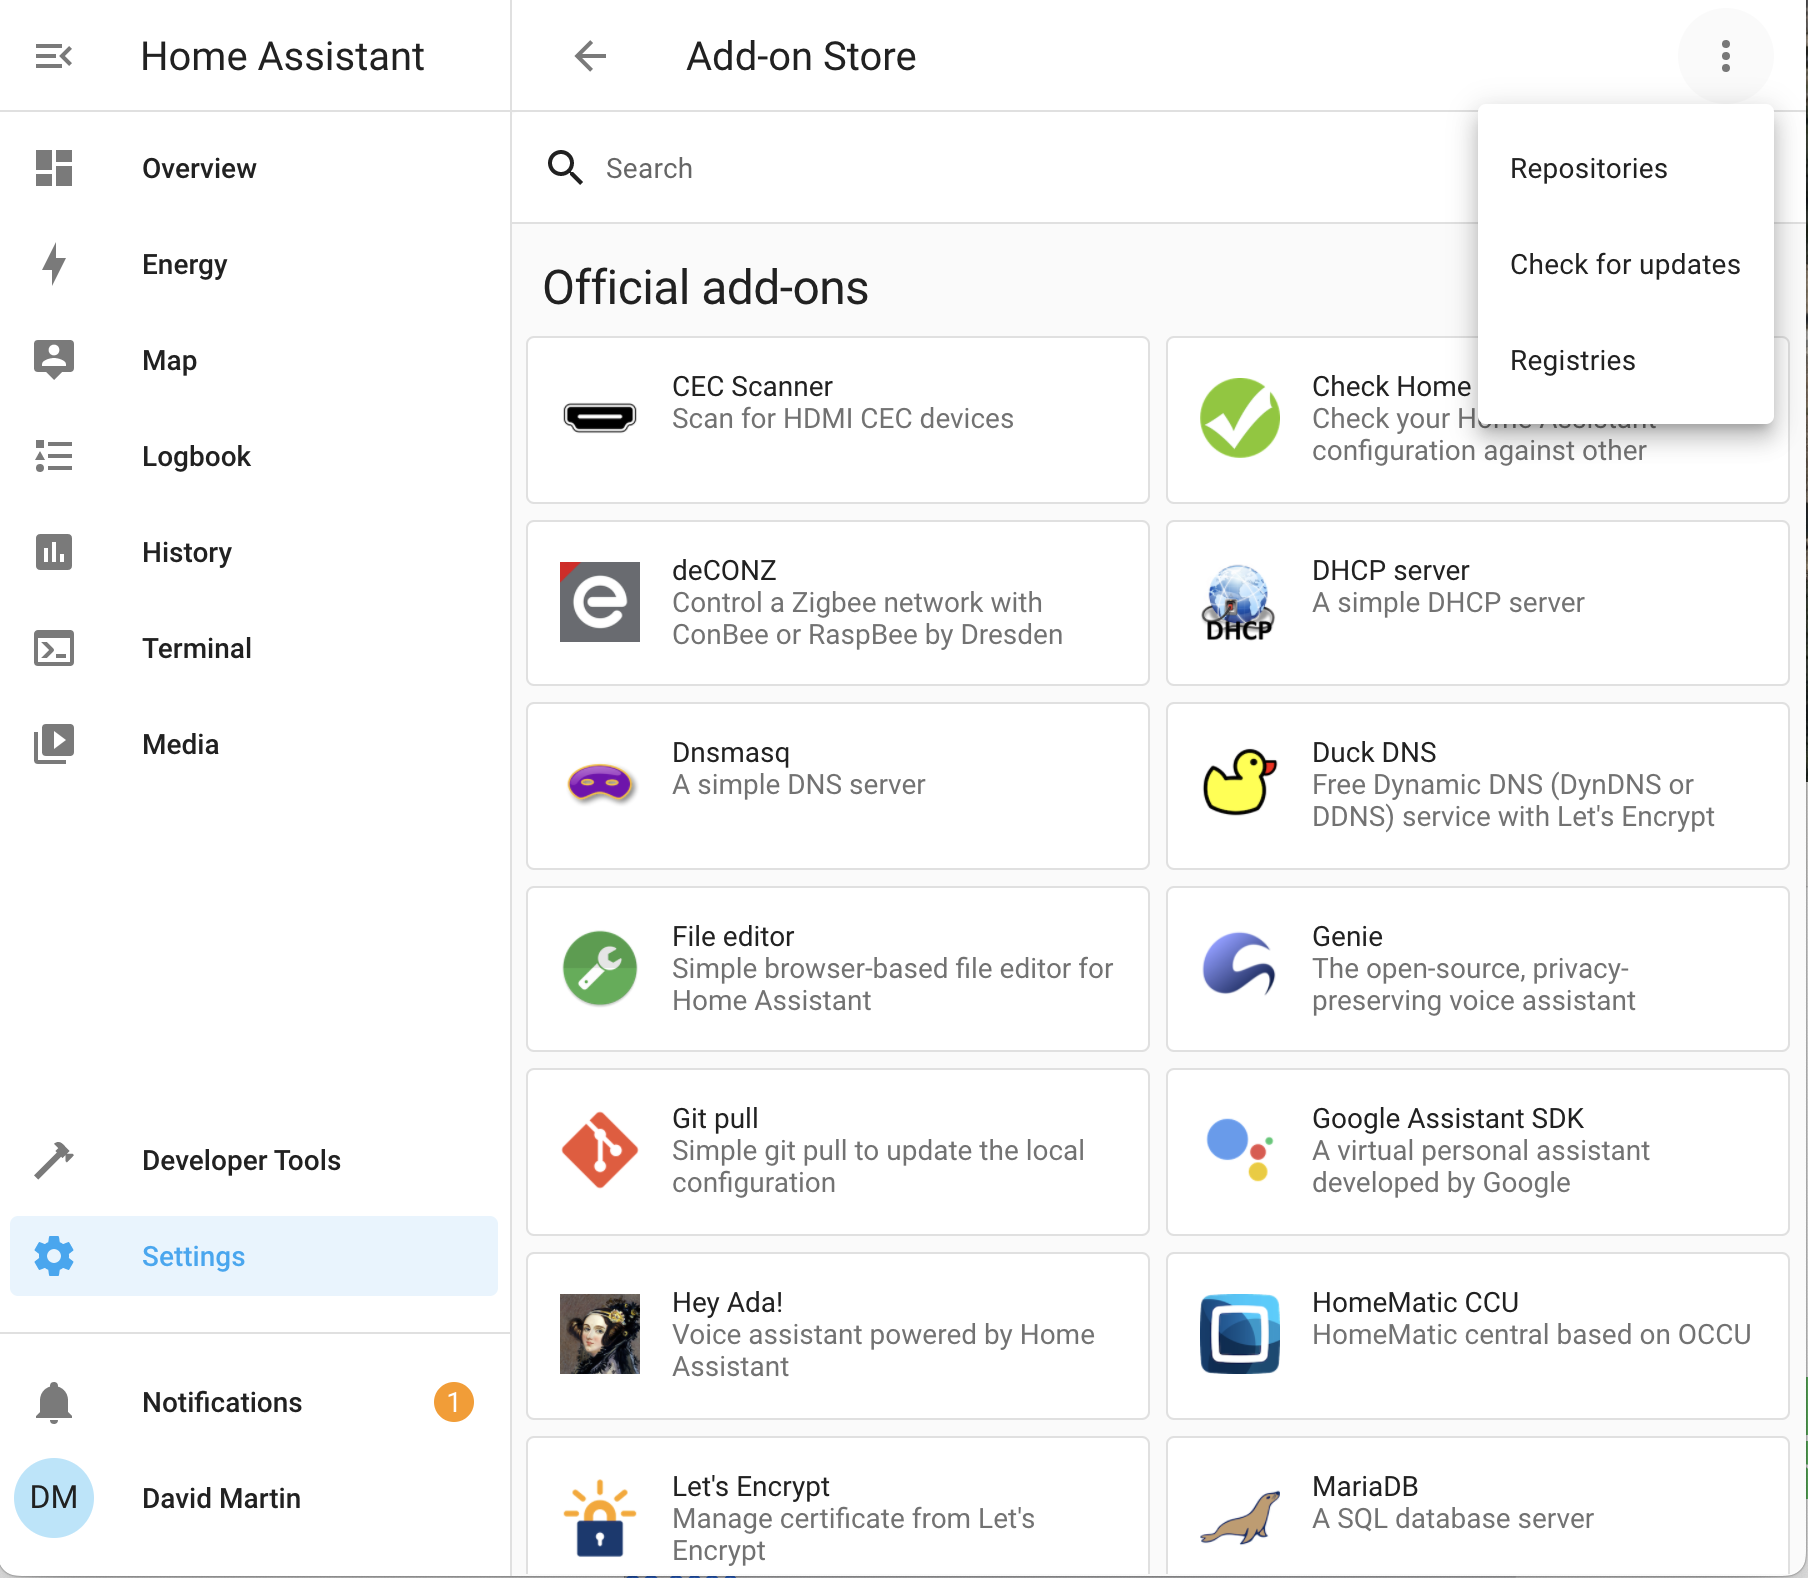 Home Assistant
Overview
Energy
Map
Logbook
History
Terminal
Media
Developer Tools
Settings
Notifications
1
DM
David Martin
Add-on Store
Repositories
Check for updates
Registries
Search
Official add-ons
CEC Scanner
Scan for HDMI CEC devices
Check Home
Check your Home Assistant
configuration against other
deCONZ
Control a Zigbee network with
ConBee or RaspBee by Dresden
DHCP
DHCP server
A simple DHCP server
Dnsmasq
A simple DNS server
Duck DNS
Free Dynamic DNS (DynDNS or
DDNS) service with Let's Encrypt
File editor
Simple browser-based file editor for
Home Assistant
Genie
The open-source, privacy-
preserving voice assistant
Git pull
Simple git pull to update the local
configuration
Google Assistant SDK
A virtual personal assistant
developed by Google
Hey Ada!
Voice assistant powered by Home
Assistant
HomeMatic CCU
HomeMatic central based on OCCU
Let's Encrypt
Manage certificate from Let's
Encrypt
MariaDB
A SQL database server